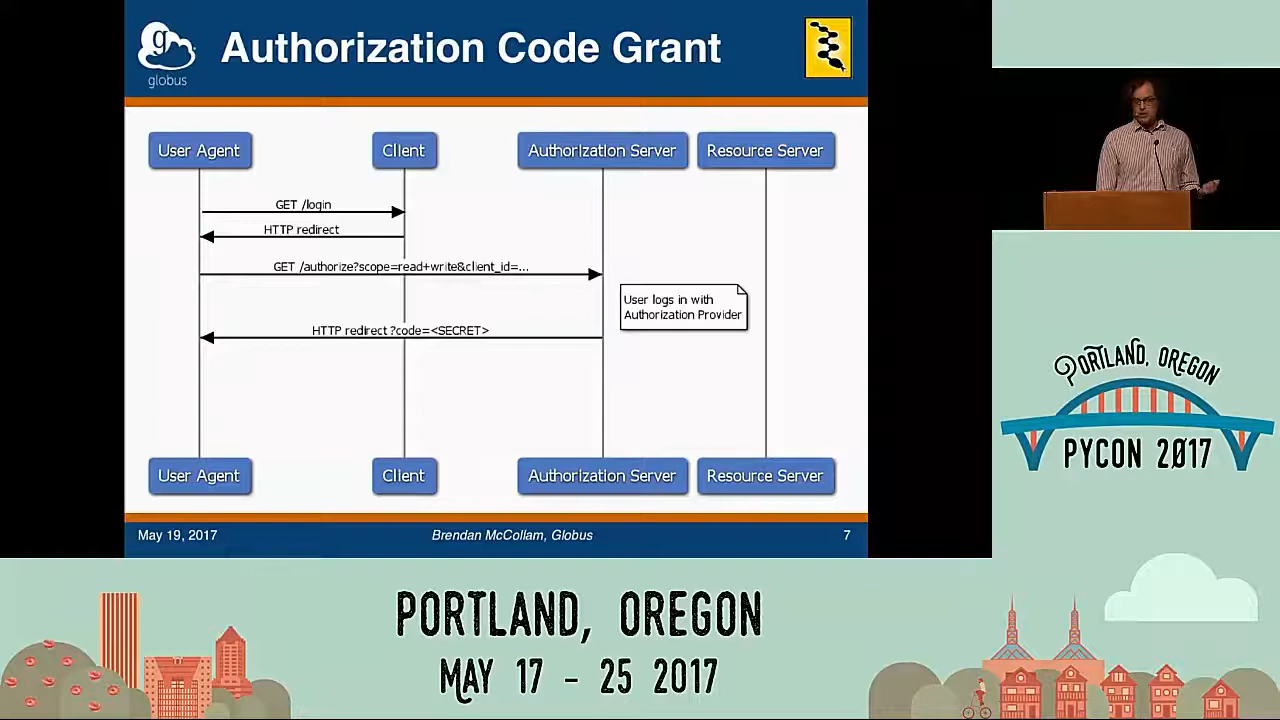 g
globus
Authorization Code Grant
User Agent
Client
Authorization Server
Resource Server
GET /login
HTTP redirect
GET /authorize?scope=read+write&client_id=...
User logs in with
Authorization Provider
HTTP redirect ?code=<SECRET>
User Agent
Client
Authorization Server
Resource Server
May 19, 2017
Brendan McCollam, Globus
7
PORTLAND, OREGON
PYCON 2017
PORTLAND, OREGON
MAY 17 - 25 2017